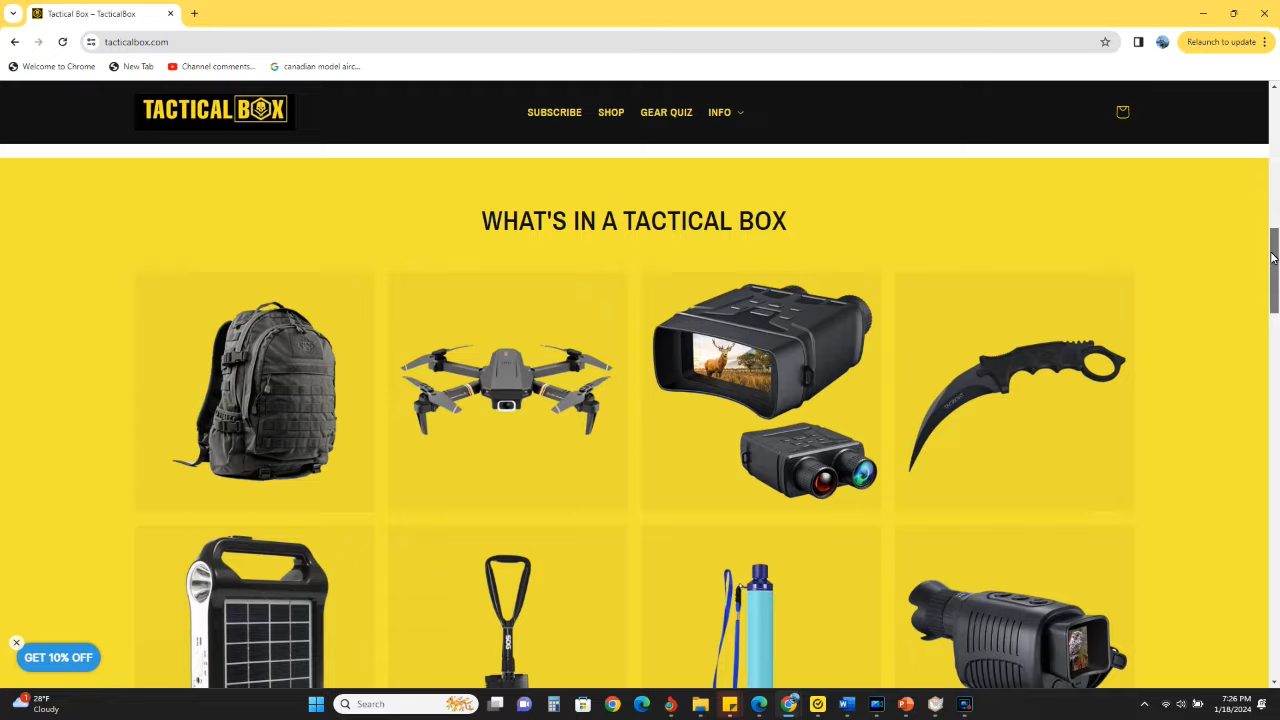 Tactical Box – TacticalBox
tacticalbox.com
Relaunch to update
Welcome to Chrome
New Tab
Channel comments...
canadian model airc...
TACTICAL BOX
SUBSCRIBE
SHOP
GEAR QUIZ
INFO
WHAT'S IN A TACTICAL BOX
SOG
GET 10% OFF
1
28°F
Cloudy
Search
7:26 PM
1/18/2024